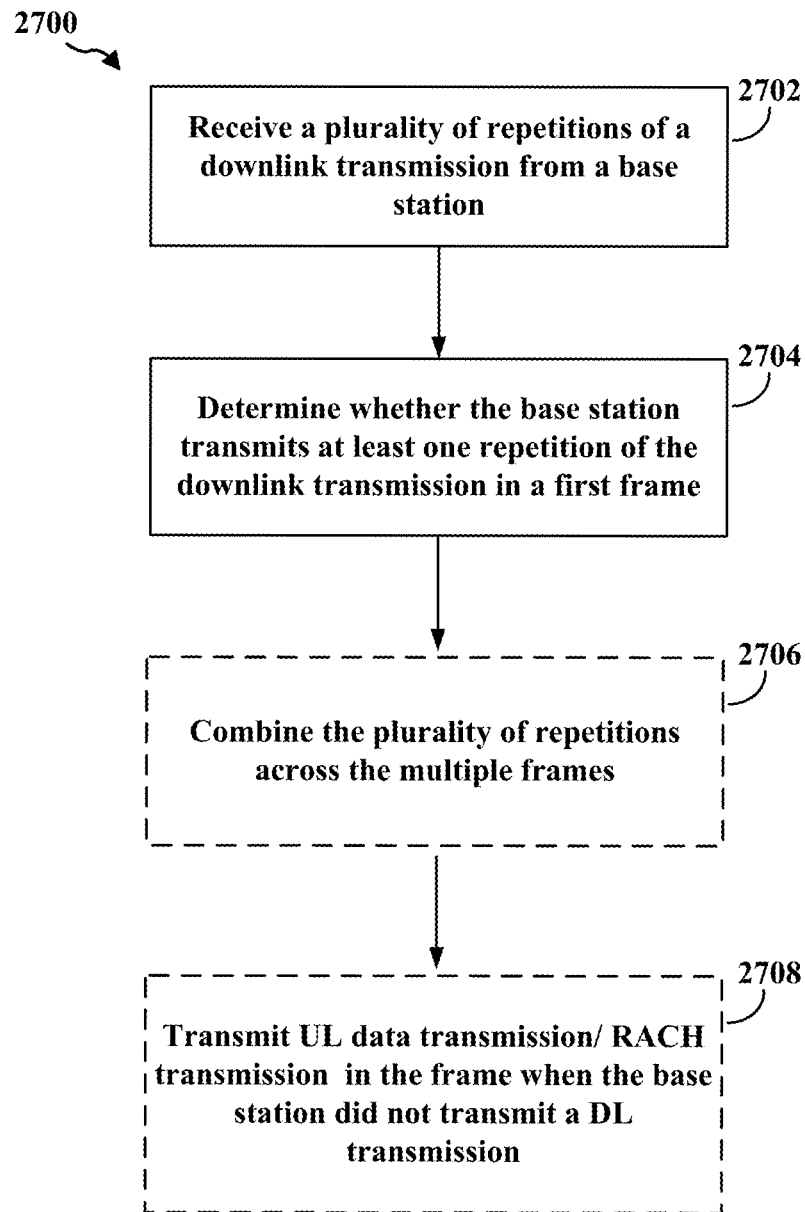 2700
2702
Receive a plurality of repetitions of a
downlink transmission from a base
station
2704
Determine whether the base station
transmits at least one repetition of the
downlink transmission in a first frame
2706
Combine the plurality of repetitions
across the multiple frames
2708
Transmit UL data transmission/ RACH
transmission in the frame when the base
station did not transmit a DL
transmission